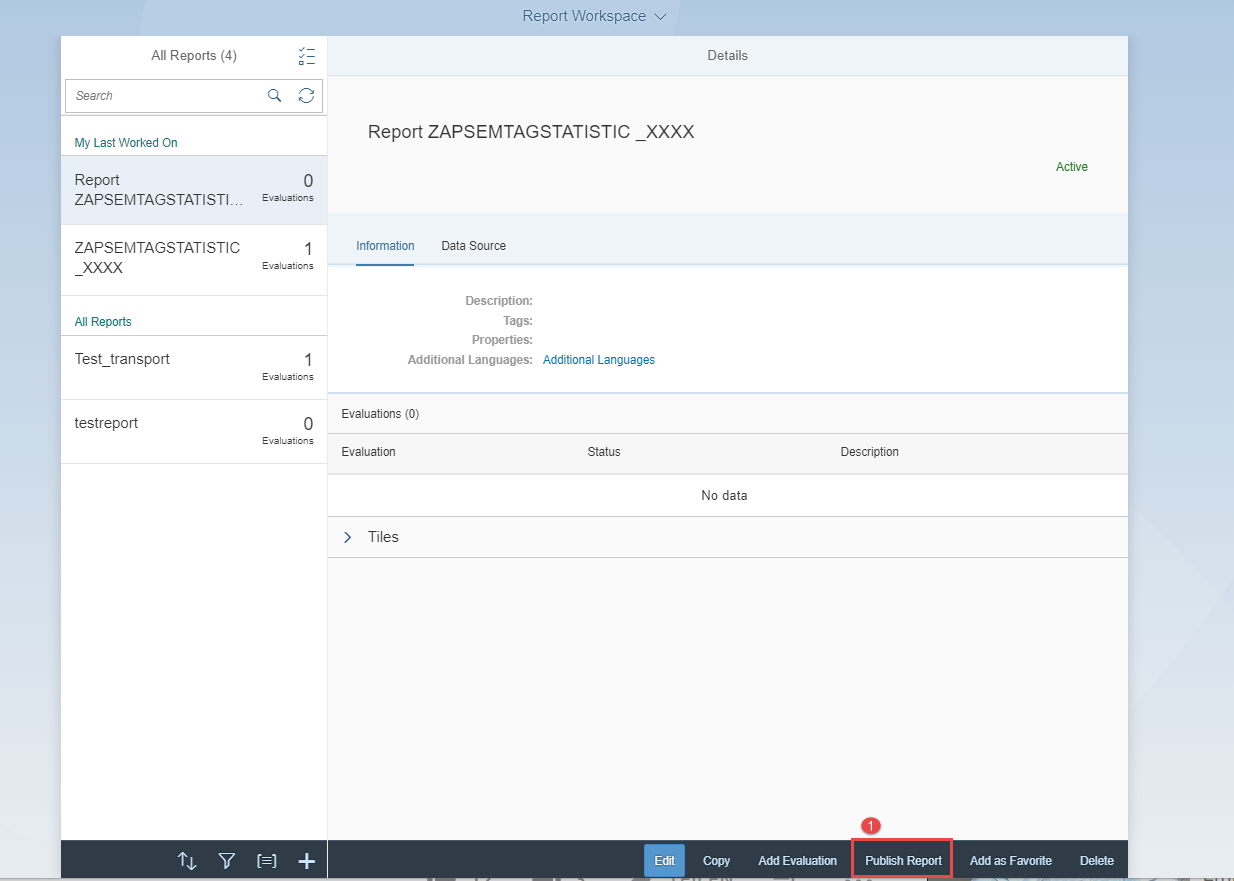 Report Workspace
All Reports (4)
Search
My Last Worked On
Report
ZAPSEMTAGSTATISTI...
0
Evaluations
ZAPSEMTAGSTATISTIC
_XXXX
1
Evaluations
All Reports
Test_transport
1
Evaluations
testreport
0
Evaluations
Details
Report ZAPSEMTAGSTATISTIC _XXXX
Active
Information Data Source
Description:
Tags:
Properties:
Additional Languages: Additional Languages
Evaluations (0)
Evaluation Status Description
No data
Tiles
1
Edit Copy Add Evaluation Publish Report Add as Favorite Delete